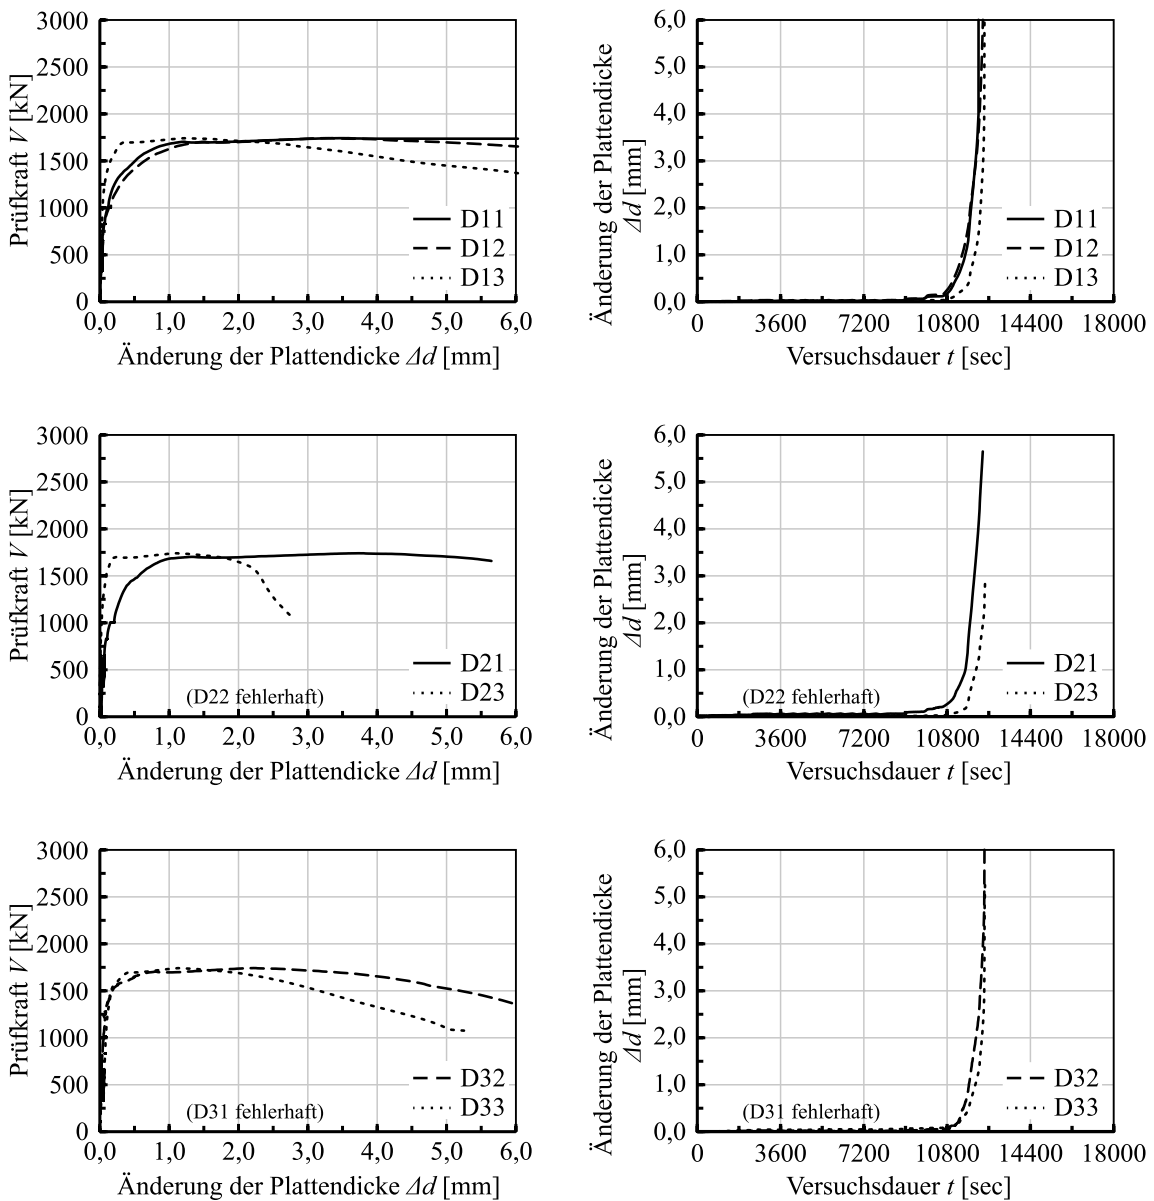 3000
2500
2000
1500
1000
500
0
Prüfkraft V [kN]
D11
D12
D13
0,0 1,0 2,0 3,0 4,0 5,0 6,0
Änderung der Plattendicke Δd [mm]
6,0
5,0
4,0
3,0
2,0
1,0
0,0
Änderung der Plattendicke
Δd [mm]
D11
D12
D13
0 3600 7200 10800 14400 18000
Versuchsdauer t [sec]
3000
2500
2000
1500
1000
500
0
Prüfkraft V [kN]
D21
D23
(D22 fehlerhaft)
0,0 1,0 2,0 3,0 4,0 5,0 6,0
Änderung der Plattendicke Δd [mm]
6,0
5,0
4,0
3,0
2,0
1,0
0,0
Änderung der Plattendicke
Δd [mm]
D21
D23
(D22 fehlerhaft)
0 3600 7200 10800 14400 18000
Versuchsdauer t [sec]
3000
2500
2000
1500
1000
500
0
Prüfkraft V [kN]
D32
D33
(D31 fehlerhaft)
0,0 1,0 2,0 3,0 4,0 5,0 6,0
Änderung der Plattendicke Δd [mm]
6,0
5,0
4,0
3,0
2,0
1,0
0,0
Änderung der Plattendicke
Δd [mm]
D32
D33
(D31 fehlerhaft)
0 3600 7200 10800 14400 18000
Versuchsdauer t [sec]